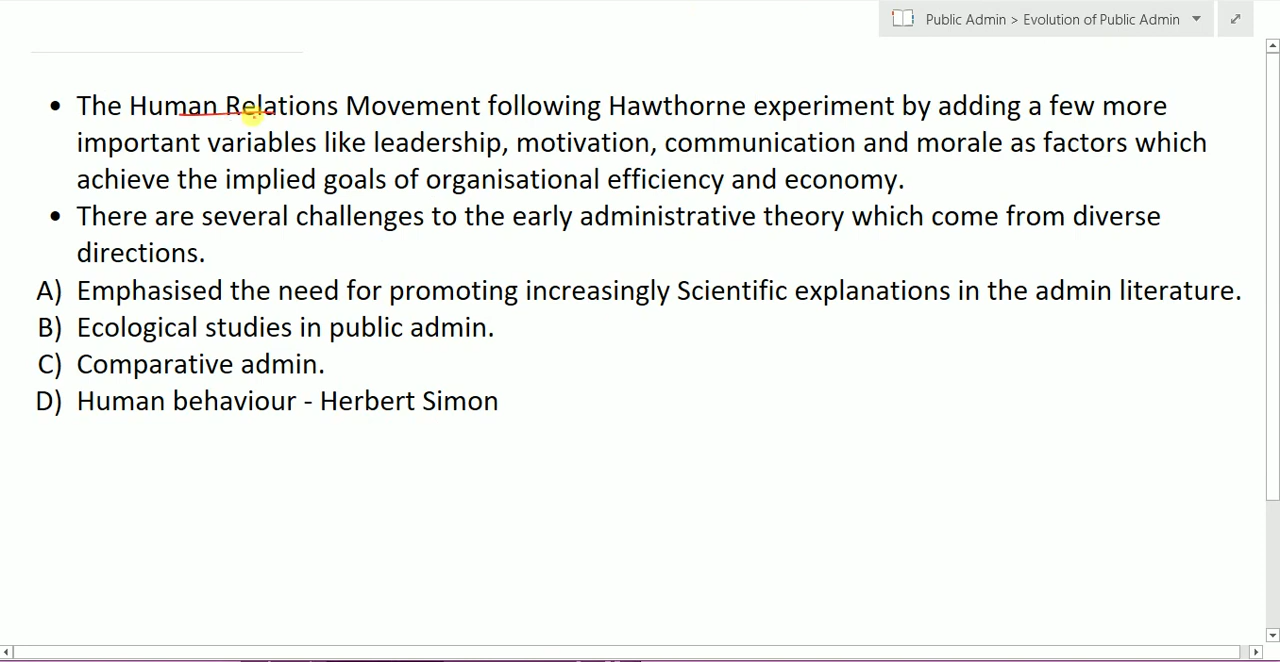 Public Admin > Evolution of Public Admin
• The Human Relations Movement following Hawthorne experiment by adding a few more
important variables like leadership, motivation, communication and morale as factors which
achieve the implied goals of organisational efficiency and economy.
• There are several challenges to the early administrative theory which come from diverse
directions.
A) Emphasised the need for promoting increasingly Scientific explanations in the admin literature.
B) Ecological studies in public admin.
C) Comparative admin.
D) Human behaviour - Herbert Simon